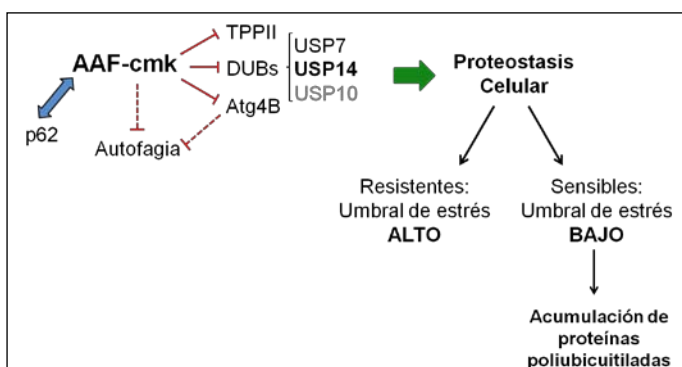 TPPII
AAF-cmk
DUBs
USP7
USP14
USP10
p62
Atg4B
Autofagia
Proteostasis
Celular
Resistentes:
Umbral de estrés
ALTO
Sensibles:
Umbral de estrés
BAJO
Acumulación de
proteínas
poliubicuitiladas